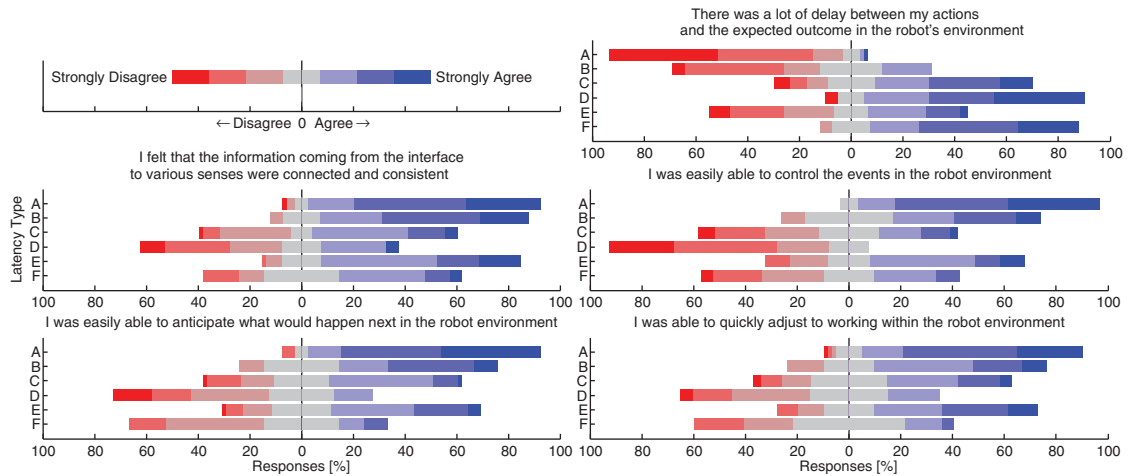 Strongly Disagree
Strongly Agree
← Disagree 0 Agree →
There was a lot of delay between my actions
and the expected outcome in the robot's environment
A
B
C
D
E
F
100 80 60 40 20 0 20 40 60 80 100
I felt that the information coming from the interface
to various senses were connected and consistent
Latency Type
A
B
C
D
E
F
100 80 60 40 20 0 20 40 60 80 100
I was easily able to control the events in the robot environment
A
B
C
D
E
F
100 80 60 40 20 0 20 40 60 80 100
I was easily able to anticipate what would happen next in the robot environment
A
B
C
D
E
F
100 80 60 40 20 0 20 40 60 80 100
Responses [%]
I was able to quickly adjust to working within the robot environment
A
B
C
D
E
F
100 80 60 40 20 0 20 40 60 80 100
Responses [%]